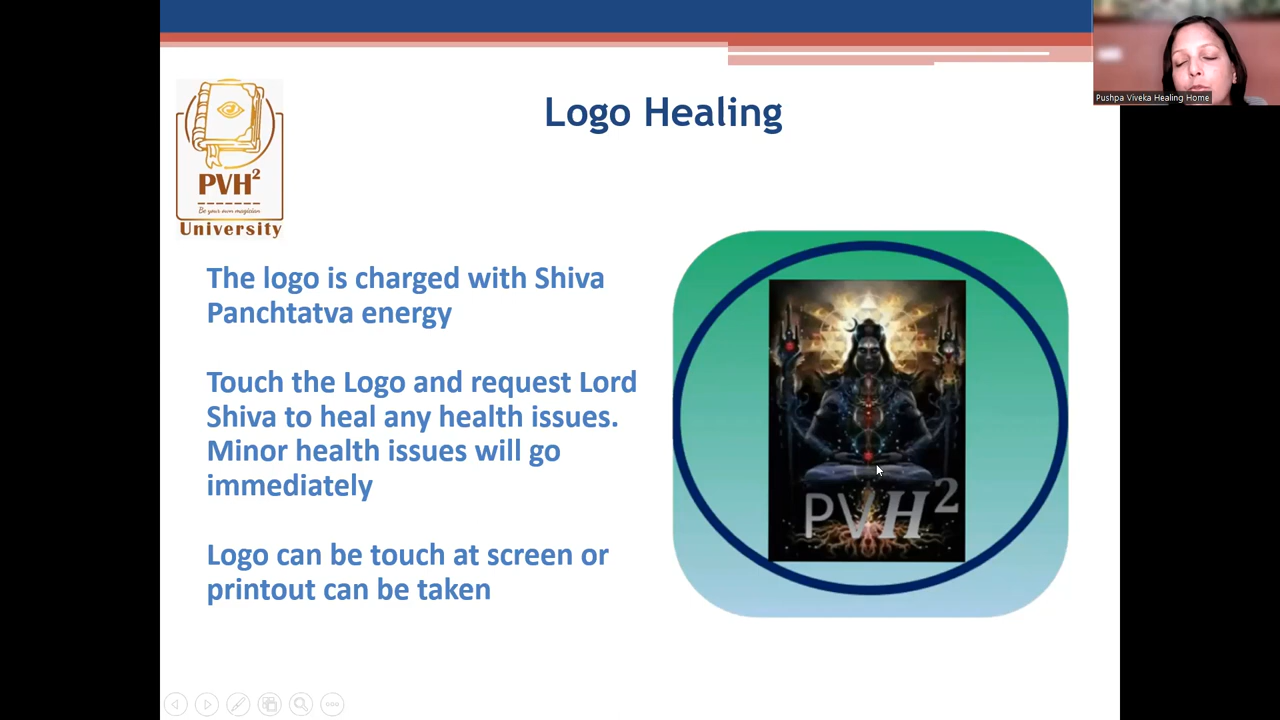 Logo Healing
PVH²
Be your own magician
University
The logo is charged with Shiva
Panchtatva energy
Touch the Logo and request Lord
Shiva to heal any health issues.
Minor health issues will go
immediately
Logo can be touch at screen or
printout can be taken
PVH²
Pushpa Viveka Healing Home